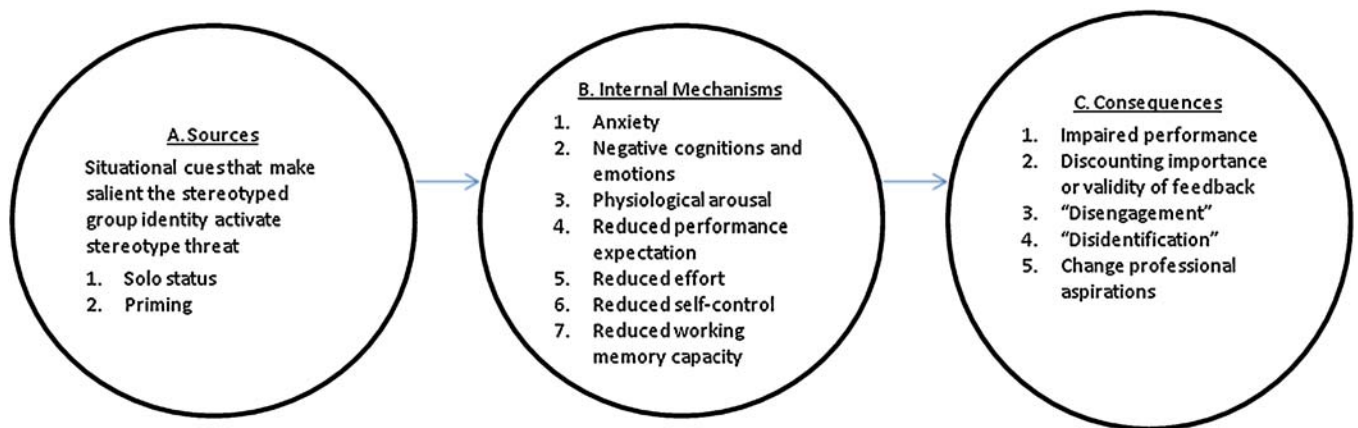 A. Sources
Situational cues that make
salient the stereotyped
group identity activate
stereotype threat
1. Solo status
2. Priming
B. Internal Mechanisms
1. Anxiety
2. Negative cognitions and
emotions
3. Physiological arousal
4. Reduced performance
expectation
5. Reduced effort
6. Reduced self-control
7. Reduced working
memory capacity
C. Consequences
1. Impaired performance
2. Discounting importance
or validity of feedback
3. “Disengagement”
4. “Disidentification”
5. Change professional
aspirations